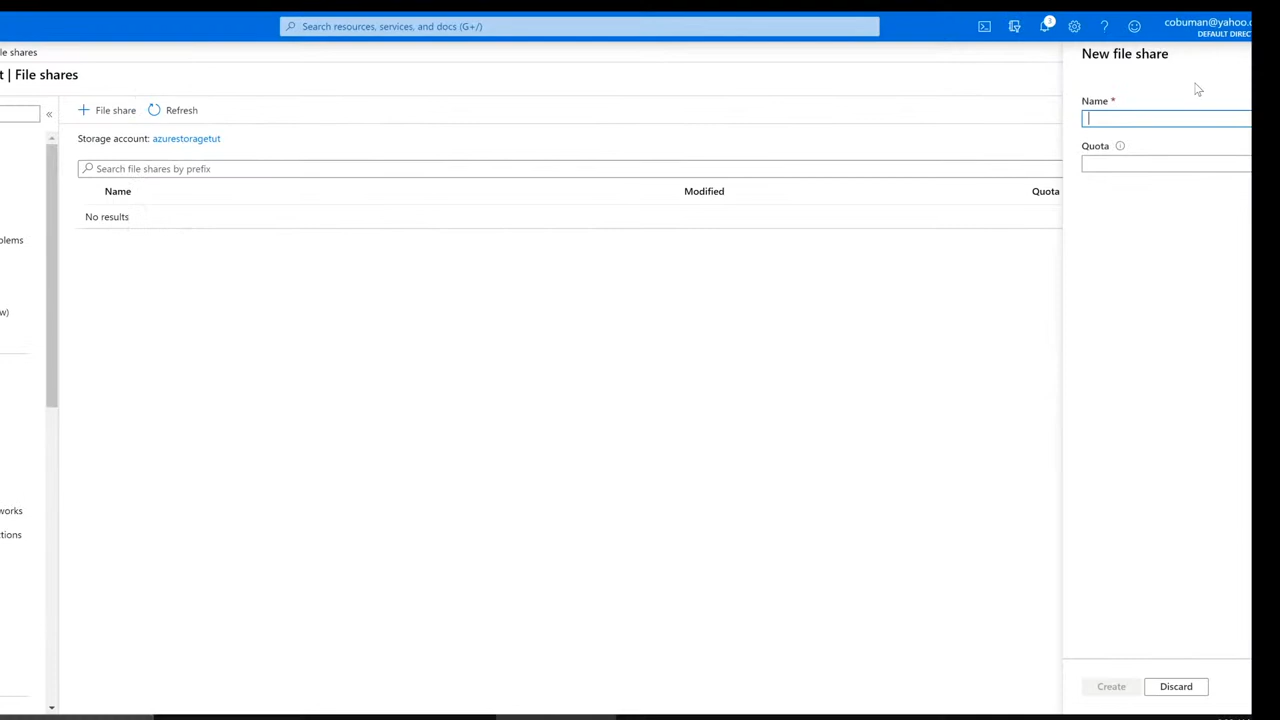 Search resources, services, and docs (G+/)
3
cobuman@yahoo.c
DEFAULT DIREC
le shares
t | File shares
«
File share
Refresh
Storage account: azurestoragetut
Search file shares by prefix
Name
Modified
Quota
No results
olems
w)
works
tions
New file share
Name *
Quota
Create
Discard